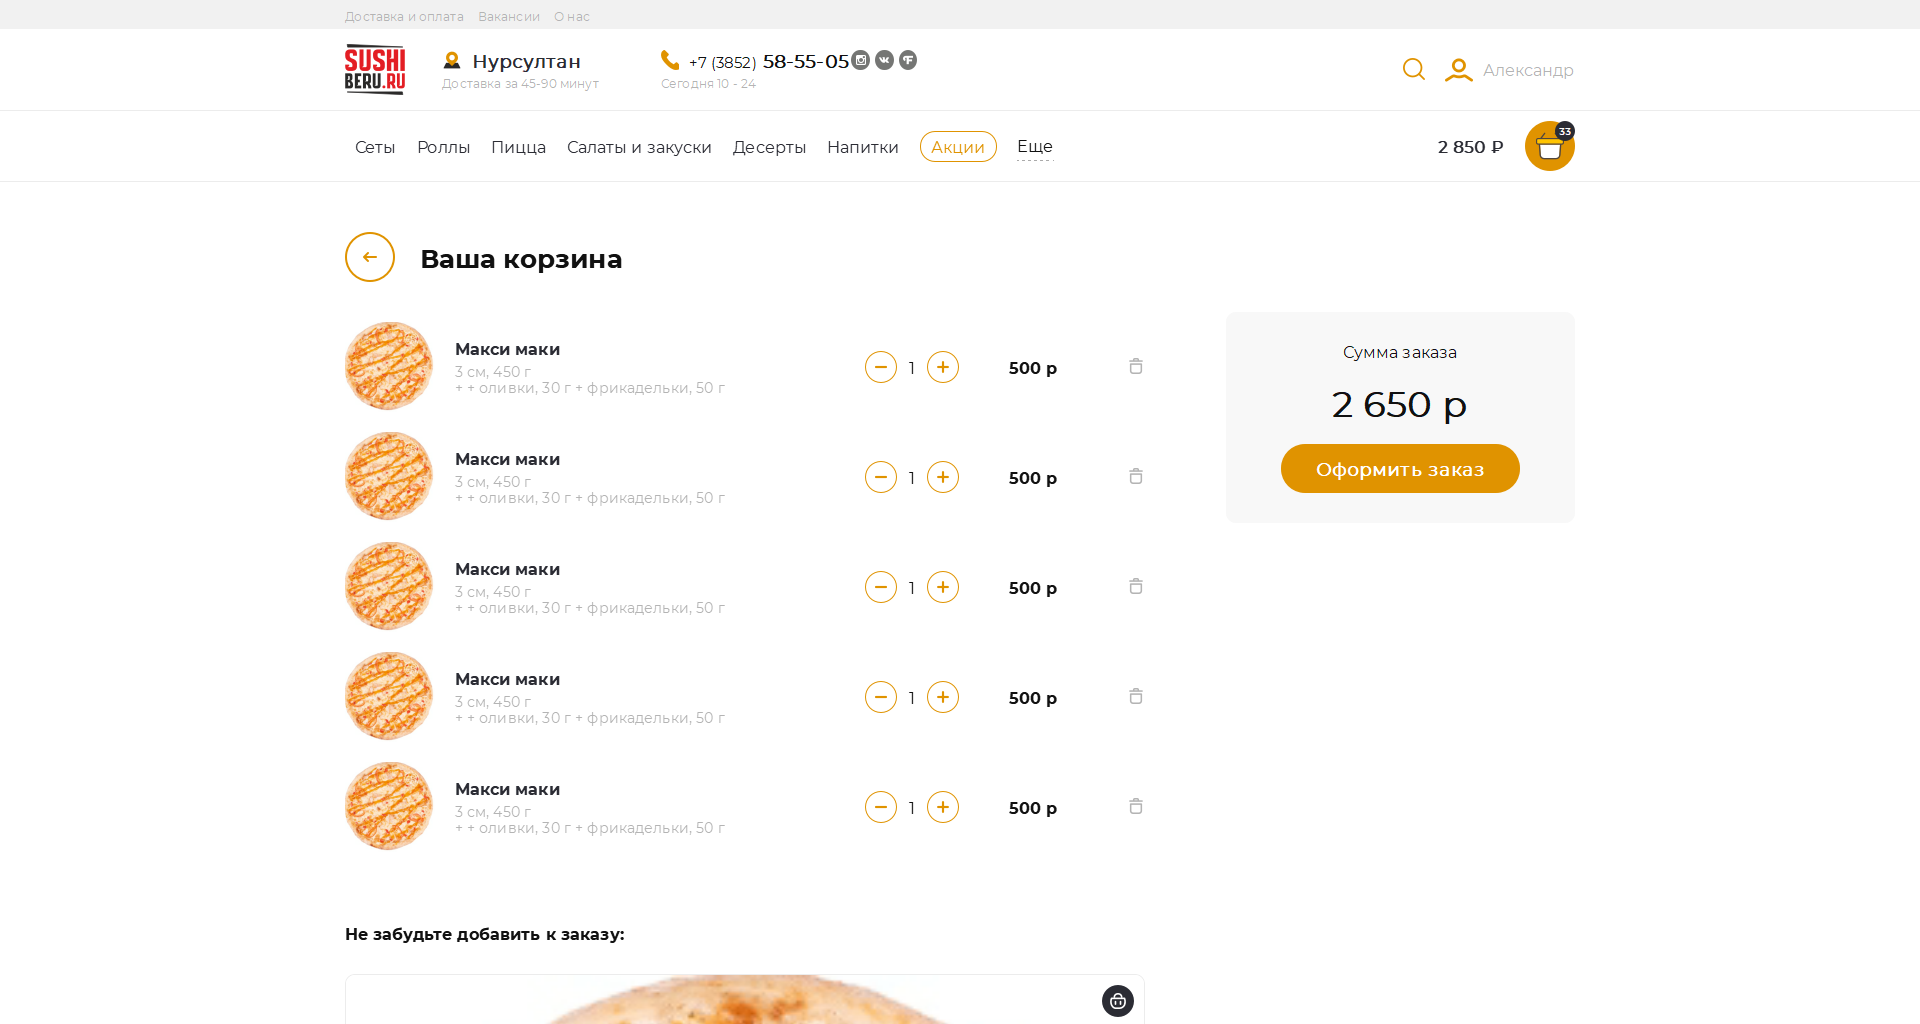 Доставка и оплата Вакансии О нас
SUSHI
BERU.RU
Нурсултан
Доставка за 45-90 минут
+7 (3852) 58-55-05
Сегодня 10 - 24
Александр
Сеты Роллы Пицца Салаты и закуски Десерты Напитки Акции Еще
2 850 ₽
33
Ваша корзина
Макси маки
3 см, 450 г
+ + оливки, 30 г + фрикадельки, 50 г
1
500 р
Макси маки
3 см, 450 г
+ + оливки, 30 г + фрикадельки, 50 г
1
500 р
Макси маки
3 см, 450 г
+ + оливки, 30 г + фрикадельки, 50 г
1
500 р
Макси маки
3 см, 450 г
+ + оливки, 30 г + фрикадельки, 50 г
1
500 р
Макси маки
3 см, 450 г
+ + оливки, 30 г + фрикадельки, 50 г
1
500 р
Сумма заказа
2 650 р
Оформить заказ
Не забудьте добавить к заказу: